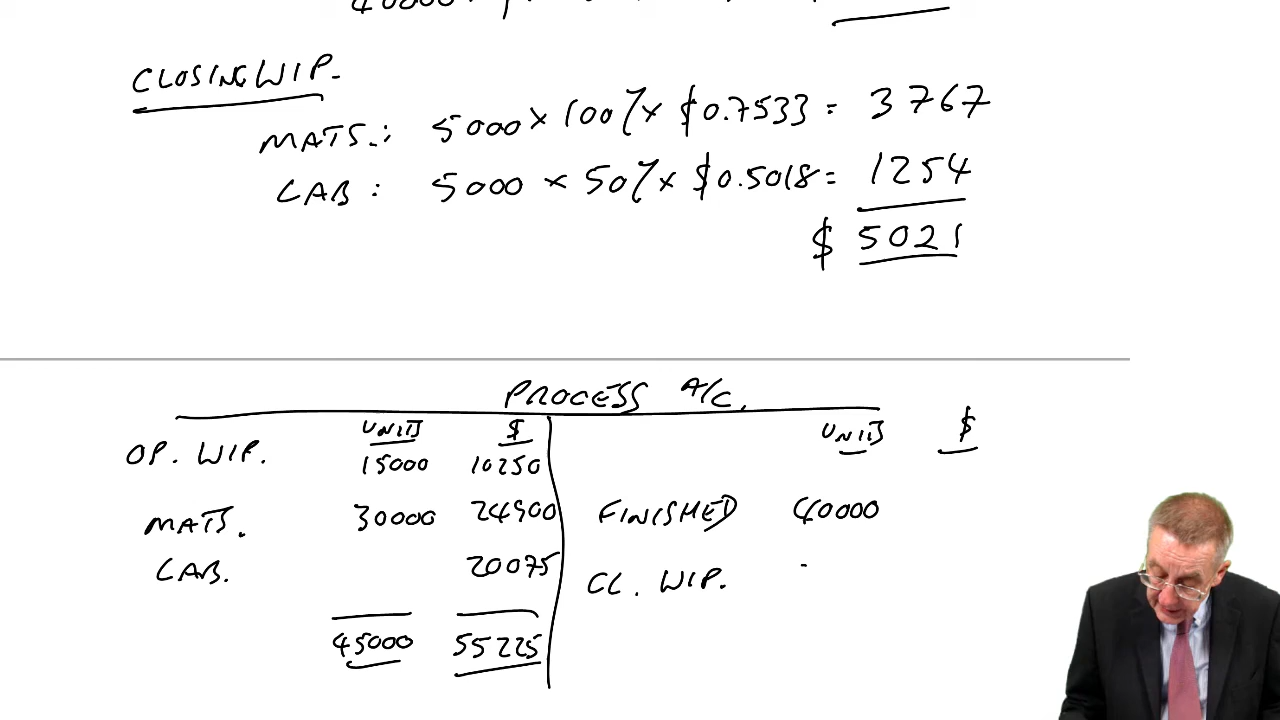 CLOSING WIP.
MATS.: 5000 × 100% × $0.7533 = 3767
LAB: 5000 × 50% × $0.5018 = 1254
$ 5021
PROCESS A/C.
UNITS $ UNITS $
OP. WIP. 15000 10250
MATS. 30000 24900 FINISHED 40000
LAB. 20075 CL. WIP.
45000 55225